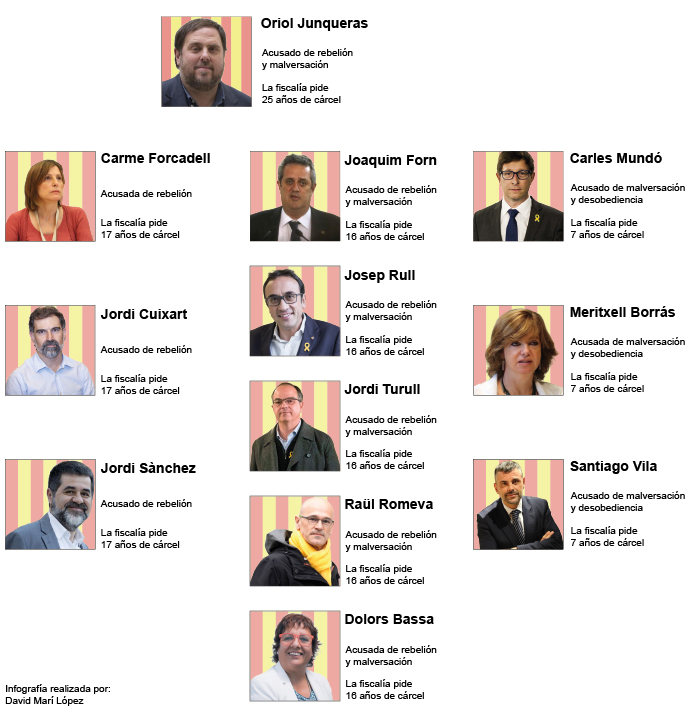 Oriol Junqueras
Acusado de rebelión
y malversación
La fiscalía pide
25 años de cárcel
Carme Forcadell
Acusada de rebelión
La fiscalía pide
17 años de cárcel
Jordi Cuixart
Acusado de rebelión
La fiscalía pide
17 años de cárcel
Jordi Sànchez
Acusado de rebelión
La fiscalía pide
17 años de cárcel
Joaquim Forn
Acusado de rebelión
y malversación
La fiscalía pide
16 años de cárcel
Josep Rull
Acusado de rebelión
y malversación
La fiscalía pide
16 años de cárcel
Jordi Turull
Acusado de rebelión
y malversación
La fiscalía pide
16 años de cárcel
Raül Romeva
Acusado de rebelión
y malversación
La fiscalía pide
16 años de cárcel
Dolors Bassa
Acusada de rebelión
y malversación
La fiscalía pide
16 años de cárcel
Carles Mundó
Acusado de malversación
y desobediencia
La fiscalía pide
7 años de cárcel
Meritxell Borrás
Acusada de malversación
y desobediencia
La fiscalía pide
7 años de cárcel
Santiago Vila
Acusado de malversación
y desobediencia
La fiscalía pide
7 años de cárcel
Infografía realizada por:
David Marí López